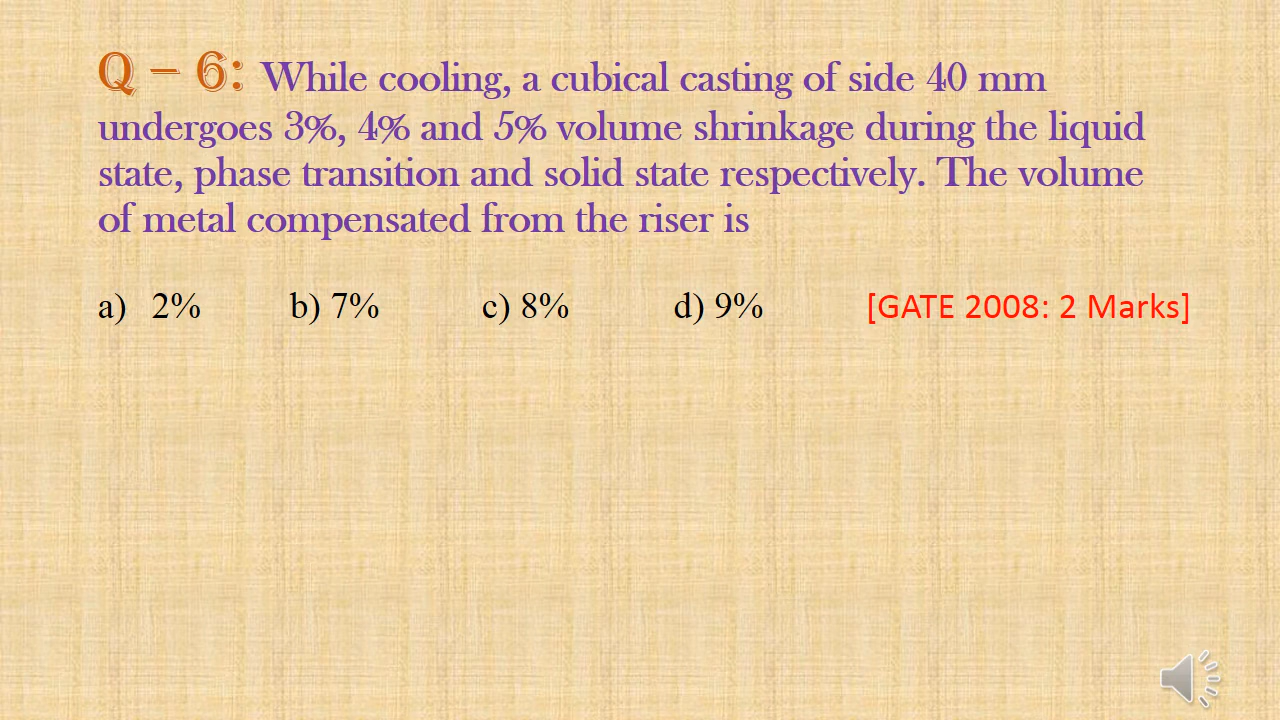 Q – 6: While cooling, a cubical casting of side 40 mm
undergoes 3%, 4% and 5% volume shrinkage during the liquid
state, phase transition and solid state respectively. The volume
of metal compensated from the riser is
a) 2% b) 7% c) 8% d) 9% [GATE 2008: 2 Marks]